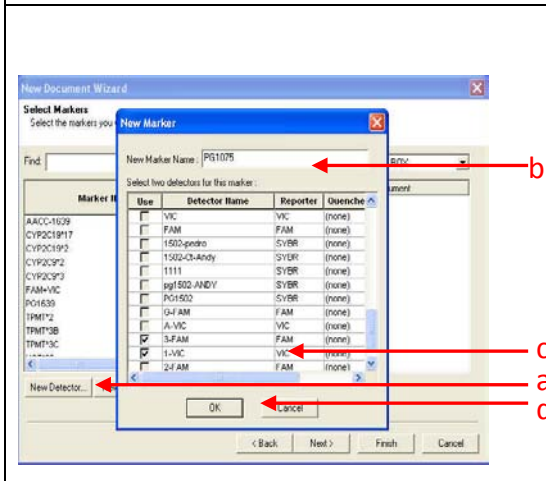 New Document Wizard
Select Markers
Select the markers you
New Marker
New Marker Name : PG1075
b
Find:
Select two detectors for this marker :
Use Detector Name Reporter Quenche
VIC VIC (none)
FAM FAM (none)
1502-pedro SYBR (none)
1502-Ct-Andy SYBR (none)
1111 SYBR (none)
pg1502-ANDY SYBR (none)
PG1502 SYBR (none)
G-FAM FAM (none)
A-VIC VIC (none)
3-FAM FAM (none)
1-VIC VIC (none)
2-FAM FAM (none)
Marker
AACC-1639
CYP2C19*17
CYP2C19*2
CYP2C9*2
CYP2C9*3
FAM+VIC
PG1639
TPMT*2
TPMT*3B
TPMT*3C
c
New Detector...
a
OK Cancel
d
< Back Next > Finish Cancel